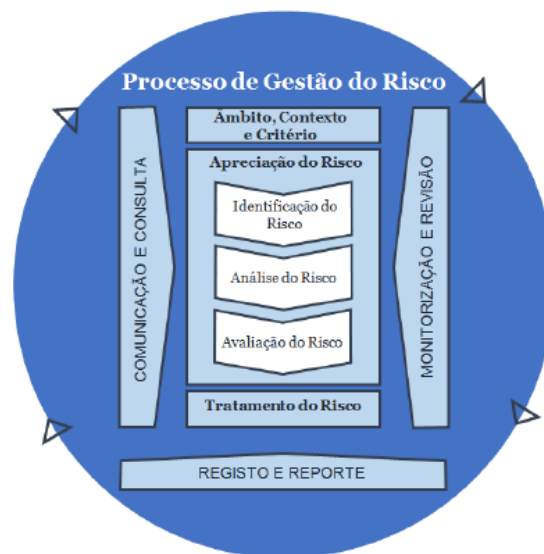 Processo de Gestão do Risco
Âmbito, Contexto
e Critério
Apreciação do Risco
Identificação do
Risco
Análise do Risco
Avaliação do Risco
Tratamento do Risco
COMUNICAÇÃO E CONSULTA
MONITORIZAÇÃO E REVISÃO
REGISTO E REPORTE